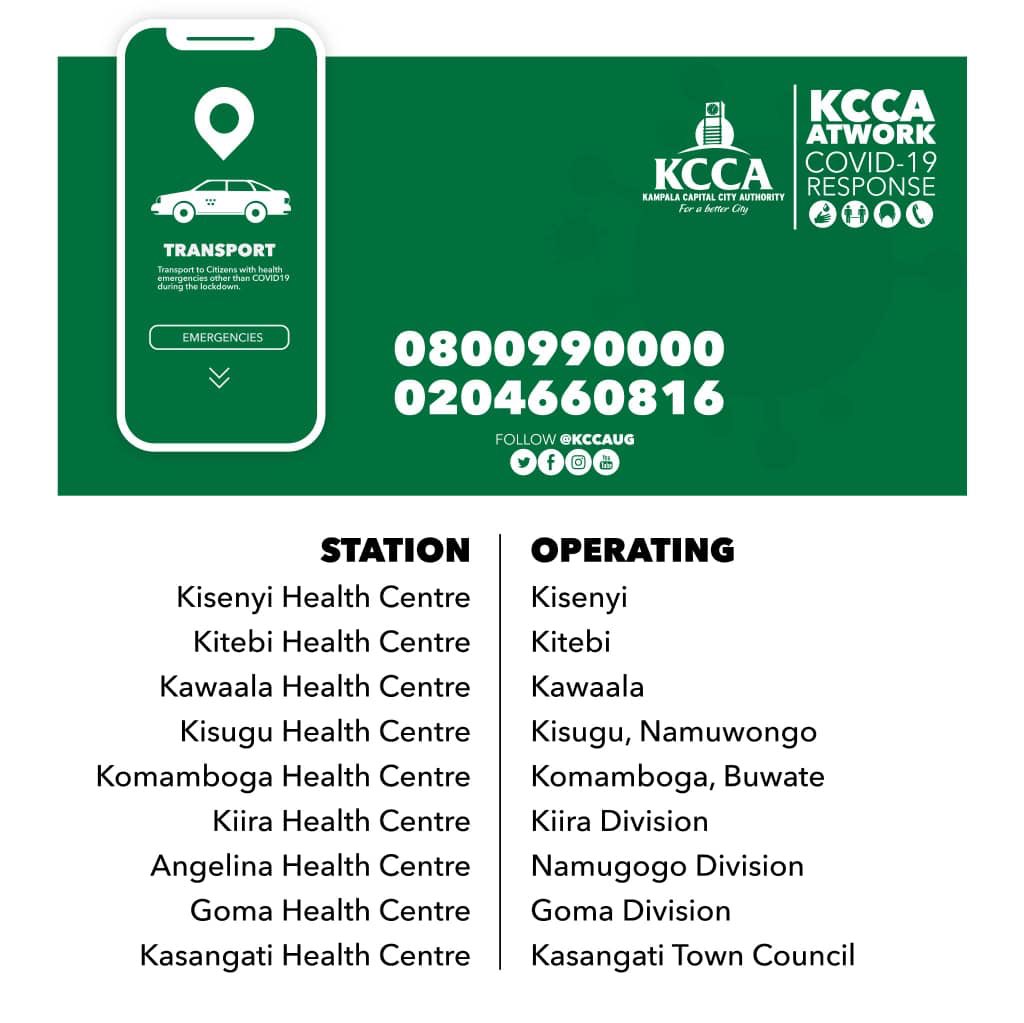 TRANSPORT
Transport to Citizens with health
emergencies other than COVID19
during the lockdown.
EMERGENCIES
KCCA
KAMPALA CAPITAL CITY AUTHORITY
For a better City
KCCA
ATWORK
COVID-19
RESPONSE
0800990000
0204660816
FOLLOW @KCCAUG
You
Tube
STATION OPERATING
Kisenyi Health Centre Kisenyi
Kitebi Health Centre Kitebi
Kawaala Health Centre Kawaala
Kisugu Health Centre Kisugu, Namuwongo
Komamboga Health Centre Komamboga, Buwate
Kiira Health Centre Kiira Division
Angelina Health Centre Namugogo Division
Goma Health Centre Goma Division
Kasangati Health Centre Kasangati Town Council